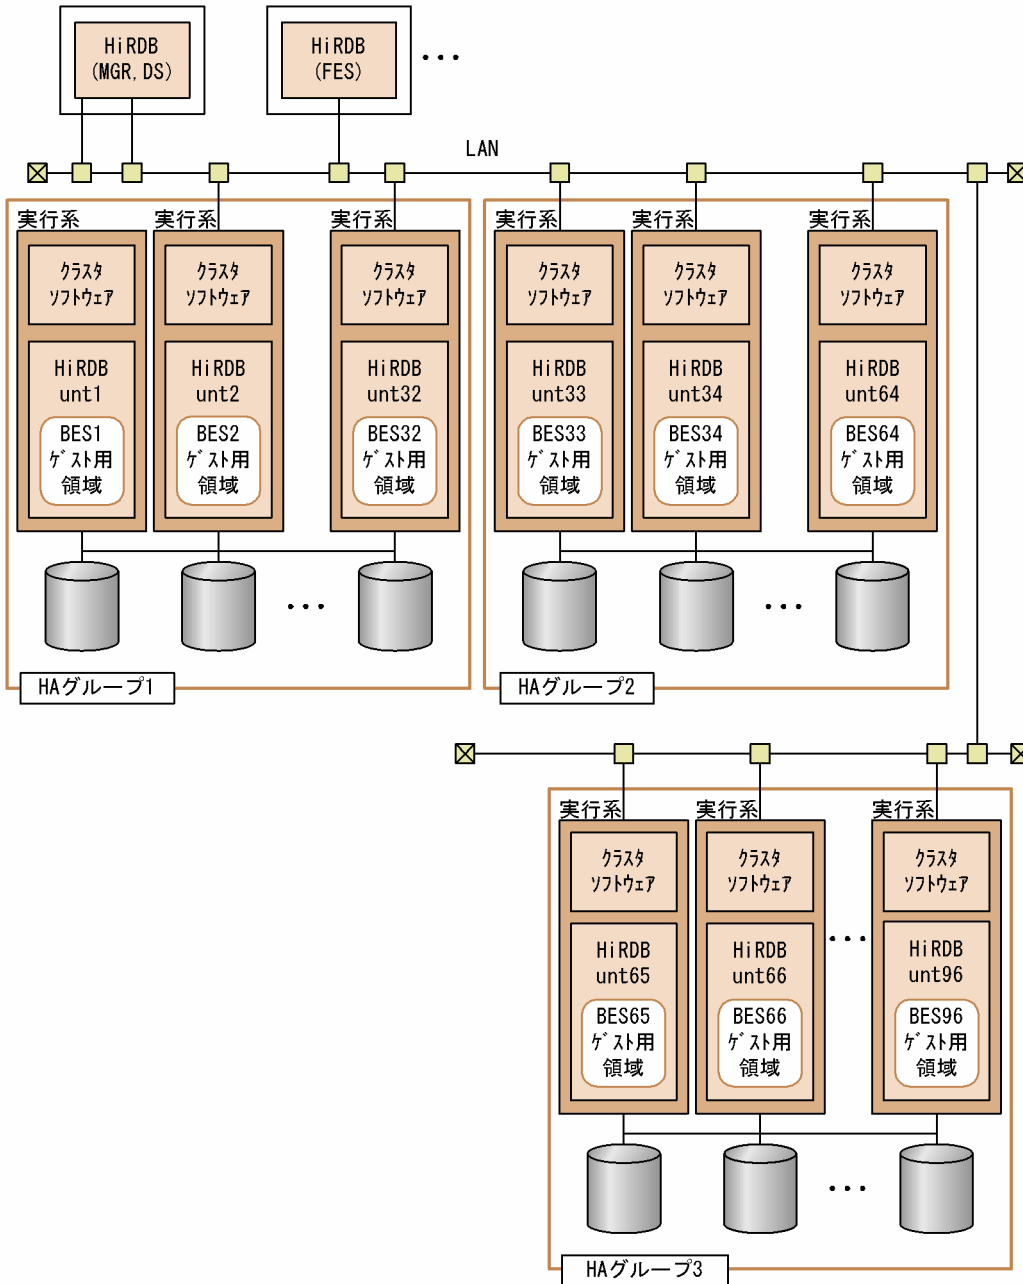 HiRDB
(MGR, DS)
HiRDB
(FES)
...
LAN
実行系
クラスタ
ソフトウェア
HiRDB
unt1
BES1
ゲスト用
領域
実行系
クラスタ
ソフトウェア
HiRDB
unt2
BES2
ゲスト用
領域
実行系
クラスタ
ソフトウェア
HiRDB
unt32
BES32
ゲスト用
領域
...
HAグループ1
実行系
クラスタ
ソフトウェア
HiRDB
unt33
BES33
ゲスト用
領域
実行系
クラスタ
ソフトウェア
HiRDB
unt34
BES34
ゲスト用
領域
実行系
クラスタ
ソフトウェア
HiRDB
unt64
BES64
ゲスト用
領域
...
HAグループ2
実行系
クラスタ
ソフトウェア
HiRDB
unt65
BES65
ゲスト用
領域
実行系
クラスタ
ソフトウェア
HiRDB
unt66
BES66
ゲスト用
領域
...
実行系
クラスタ
ソフトウェア
HiRDB
unt96
BES96
ゲスト用
領域
...
HAグループ3